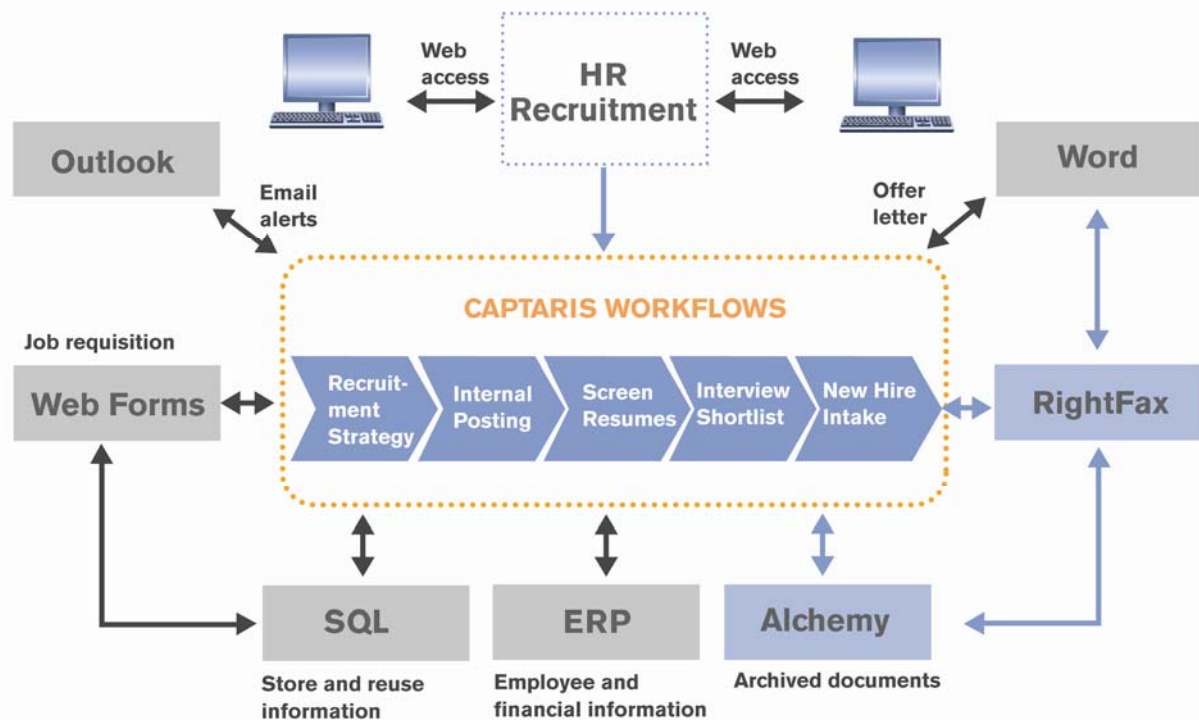 Web
access
HR
Recruitment
Web
access
Outlook
Email
alerts
Offer
letter
Word
CAPTARIS WORKFLOWS
Job requisition
Web Forms
Recruit-
ment
Strategy
Internal
Posting
Screen
Resumes
Interview
Shortlist
New Hire
Intake
RightFax
SQL
Store and reuse
information
ERP
Employee and
financial information
Alchemy
Archived documents